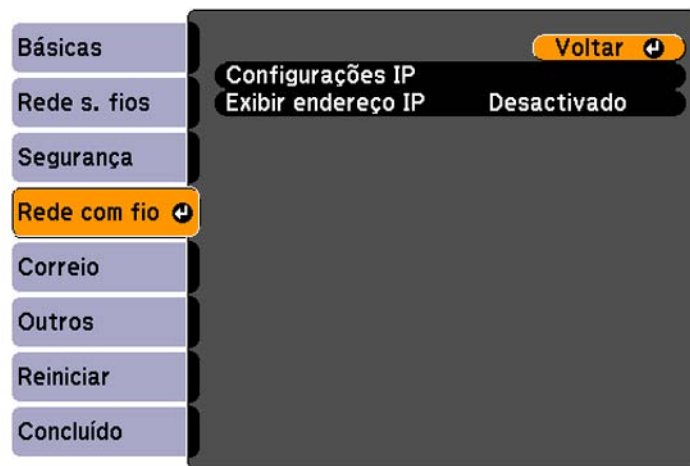 Básicas
Rede s. fios
Segurança
Rede com fio
Correio
Outros
Reiniciar
Concluído
Voltar
Configurações IP
Exibir endereço IP Desactivado